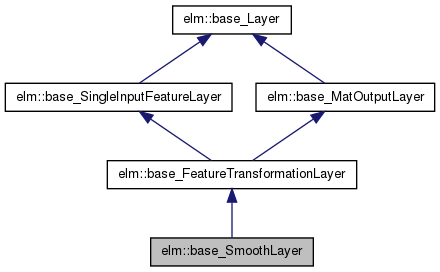 elm::base_Layer
elm::base_SingleInputFeatureLayer
elm::base_MatOutputLayer
elm::base_FeatureTransformationLayer
elm::base_SmoothLayer